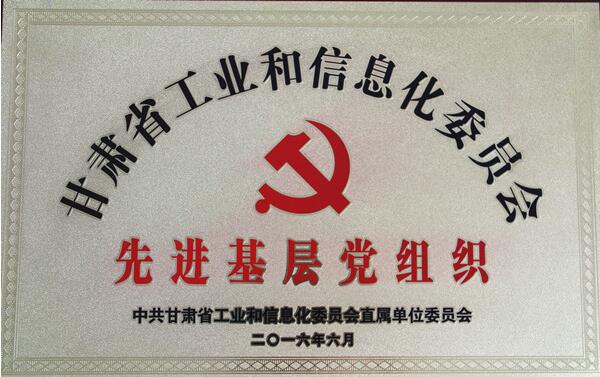 甘肃省工业和信息化委员会
先进基层党组织
中共甘肃省工业和信息化委员会直属单位委员会
二〇一六年六月